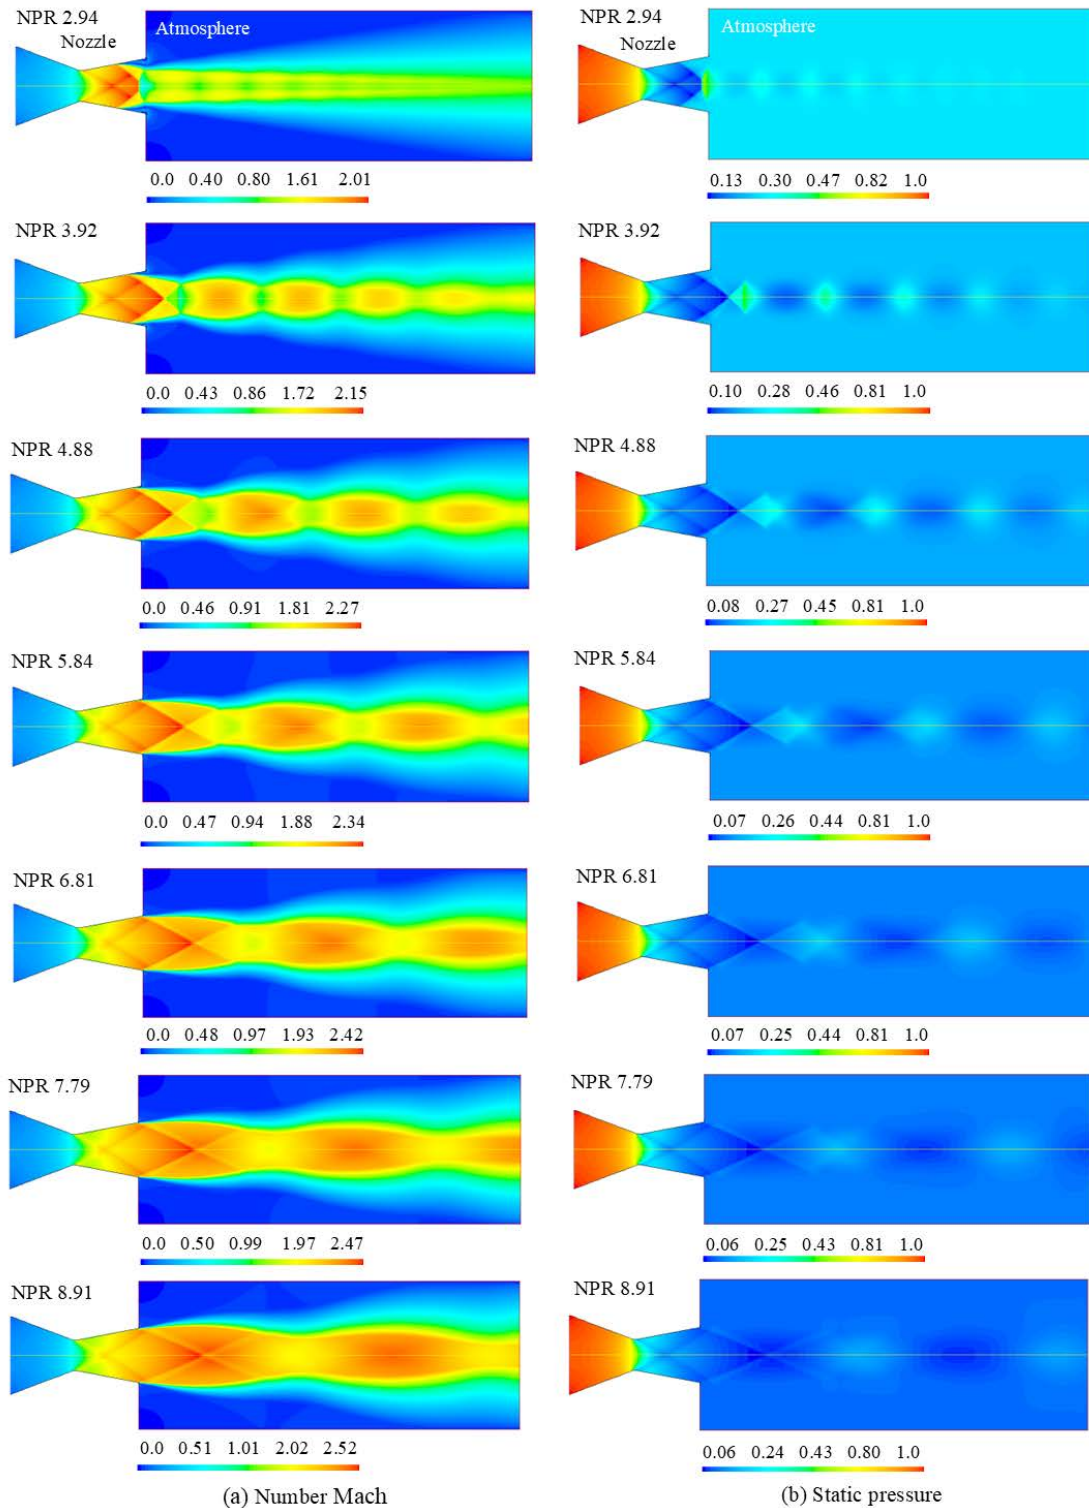 NPR 2.94
Nozzle
Atmosphere
0.0 0.40 0.80 1.61 2.01
NPR 2.94
Nozzle
Atmosphere
0.13 0.30 0.47 0.82 1.0
NPR 3.92
0.0 0.43 0.86 1.72 2.15
NPR 3.92
0.10 0.28 0.46 0.81 1.0
NPR 4.88
0.0 0.46 0.91 1.81 2.27
NPR 4.88
0.08 0.27 0.45 0.81 1.0
NPR 5.84
0.0 0.47 0.94 1.88 2.34
NPR 5.84
0.07 0.26 0.44 0.81 1.0
NPR 6.81
0.0 0.48 0.97 1.93 2.42
NPR 6.81
0.07 0.25 0.44 0.81 1.0
NPR 7.79
0.0 0.50 0.99 1.97 2.47
NPR 7.79
0.06 0.25 0.43 0.81 1.0
NPR 8.91
0.0 0.51 1.01 2.02 2.52
NPR 8.91
0.06 0.24 0.43 0.80 1.0
(a) Number Mach
(b) Static pressure